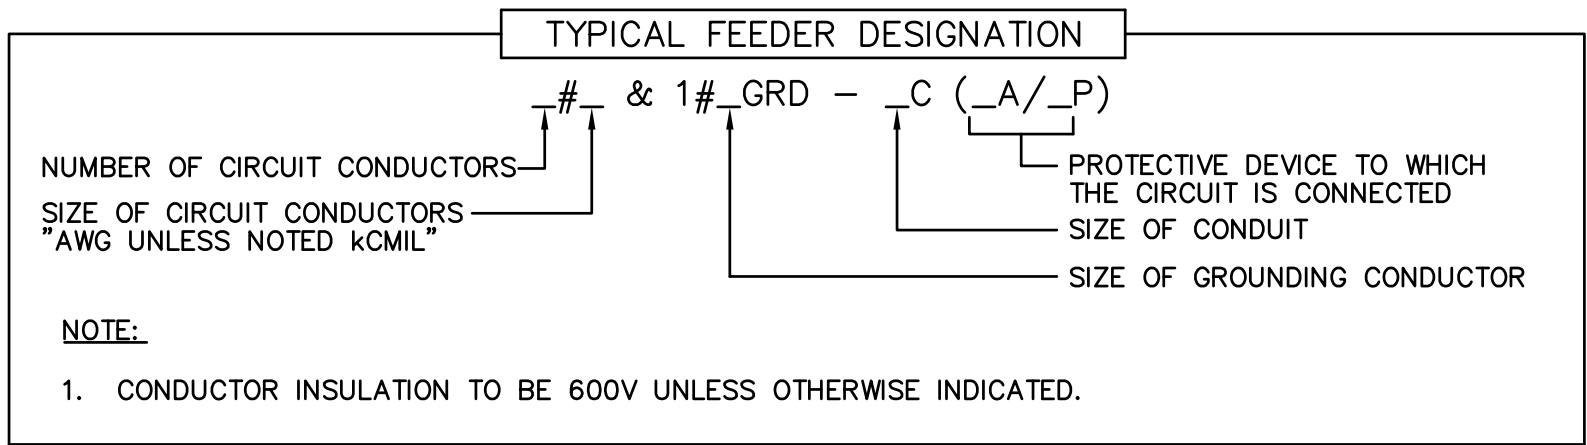 TYPICAL FEEDER DESIGNATION
_#_ & 1#_GRD - _C (_A/_P)
NUMBER OF CIRCUIT CONDUCTORS
SIZE OF CIRCUIT CONDUCTORS
"AWG UNLESS NOTED kCMIL"
PROTECTIVE DEVICE TO WHICH
THE CIRCUIT IS CONNECTED
SIZE OF CONDUIT
SIZE OF GROUNDING CONDUCTOR
NOTE:
1. CONDUCTOR INSULATION TO BE 600V UNLESS OTHERWISE INDICATED.